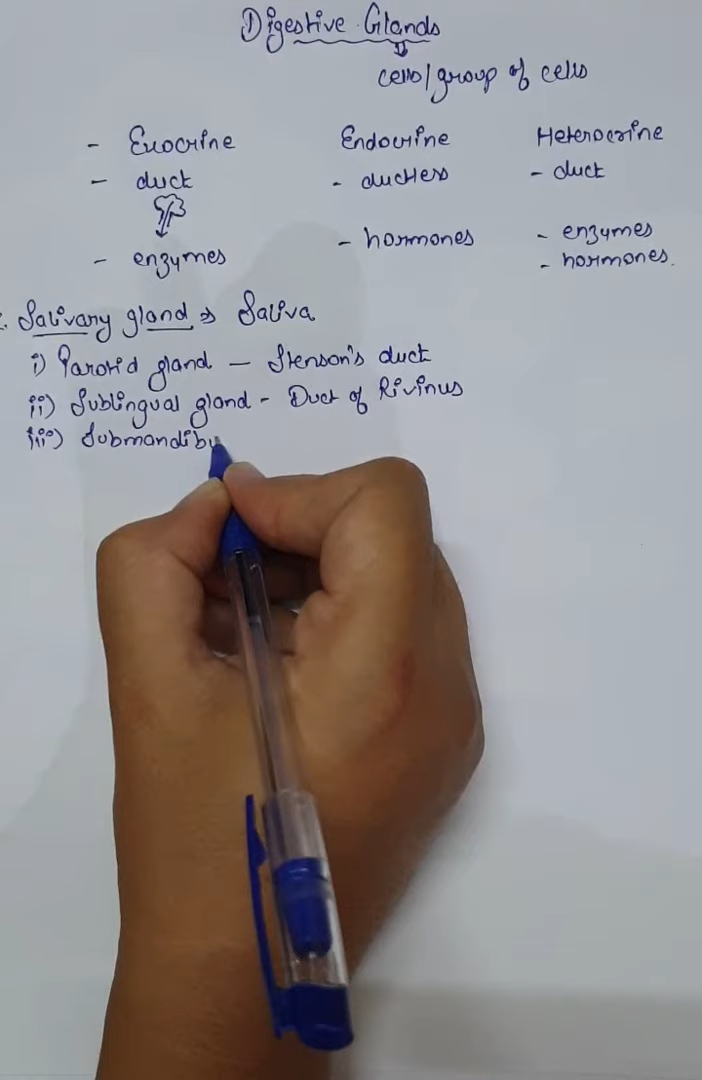 Digestive Glands
cells/group of cells
- Exocrine Endocrine Heterocrine
- duct - ductless - duct
- enzymes - hormones - enzymes
- hormones.
Salivary gland → Saliva
i) Parotid gland - Stenson's duct
ii) Sublingual gland - Duct of Rivinus
iii) Submandibu